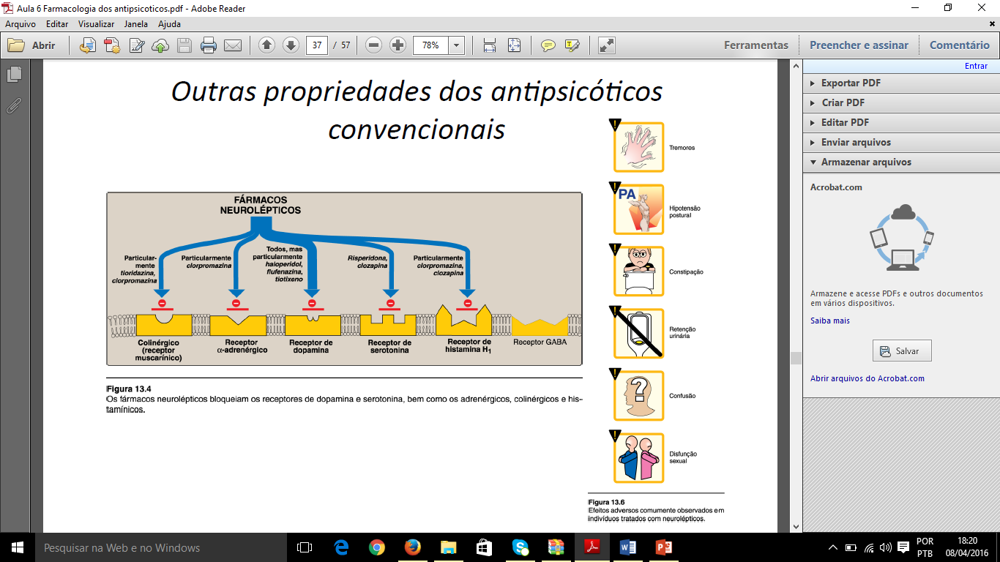 Aula 6 Farmacologia dos antipsicoticos.pdf - Adobe Reader
Arquivo Editar Visualizar Janela Ajuda
Abrir
37 / 57
78%
Ferramentas
Preencher e assinar
Comentário
Outras propriedades dos antipsicóticos
convencionais
FÁRMACOS
NEUROLÉPTICOS
Particular-
mente
tioridazina,
clorpromazina
Particularmente
clorpromazina
Todos, mas
particularmente
haloperidol,
flufenazina,
tiotixeno
Risperidona,
clozapina
Particularmente
clorpromazina,
clozapina
Colinérgico
(receptor
muscarínico)
Receptor
α-adrenérgico
Receptor de
dopamina
Receptor de
serotonina
Receptor de
histamina H1
Receptor GABA
Figura 13.4
Os fármacos neurolépticos bloqueiam os receptores de dopamina e serotonina, bem como os adrenérgicos, colinérgicos e his-
tamínicos.
Tremores
PA
Hipotensão
postural
Constipação
Retenção
urinária
?
Confusão
Disfunção
sexual
Figura 13.6
Efeitos adversos comumente observados em
indivíduos tratados com neurolépticos.
Entrar
Exportar PDF
Criar PDF
Editar PDF
Enviar arquivos
Armazenar arquivos
Acrobat.com
Armazene e acesse PDFs e outros documentos
em vários dispositivos.
Saiba mais
Salvar
Abrir arquivos do Acrobat.com
Pesquisar na Web e no Windows
POR
PTB
18:20
08/04/2016